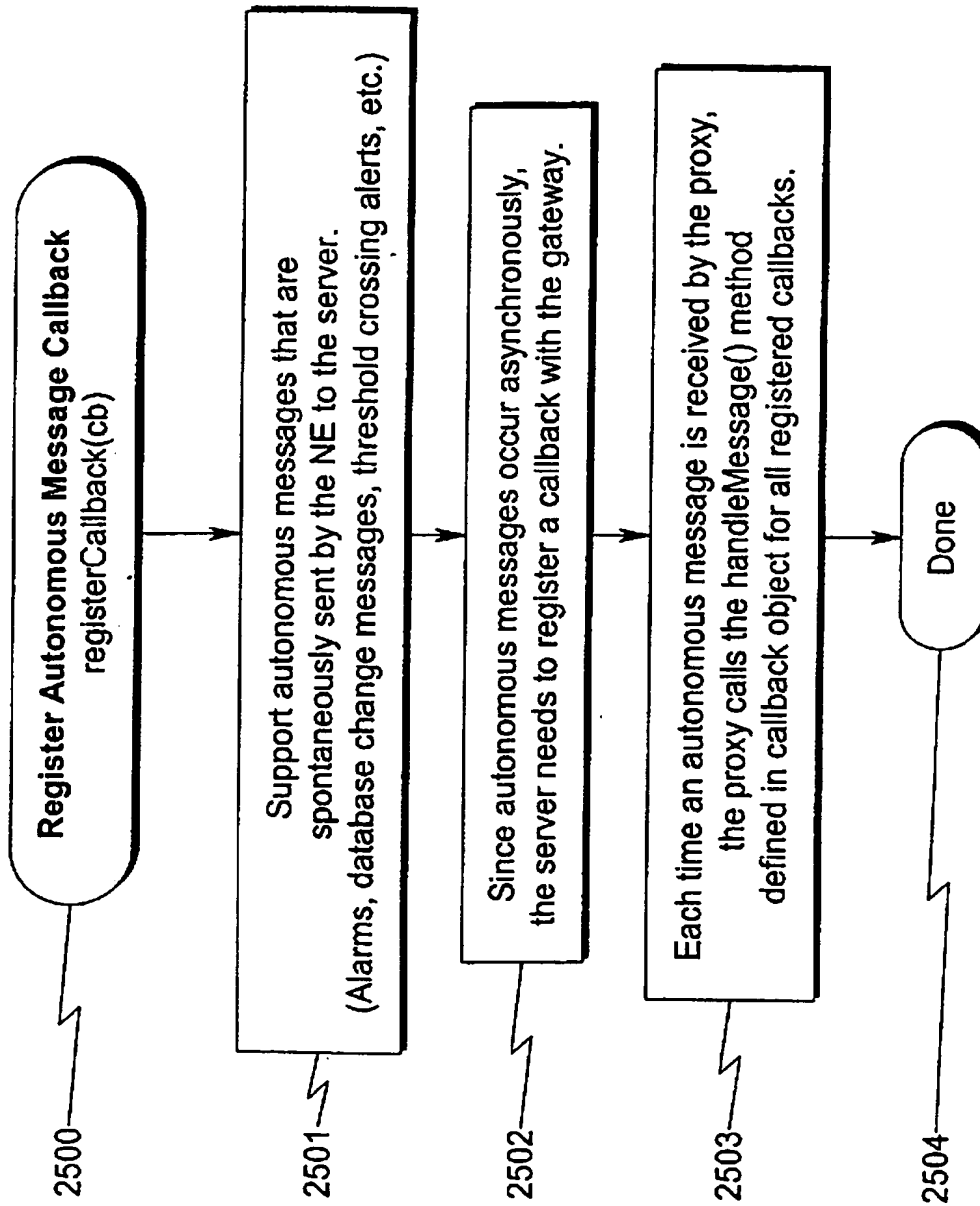 Register Autonomous Message Callback
registerCallback(cb)
2500
Support autonomous messages that are
spontaneously sent by the NE to the server.
(Alarms, database change messages, threshold crossing alerts, etc.)
2501
Since autonomous messages occur asynchronously,
the server needs to register a callback with the gateway.
2502
Each time an autonomous message is received by the proxy,
the proxy calls the handleMessage() method
defined in callback object for all registered callbacks.
2503
Done
2504